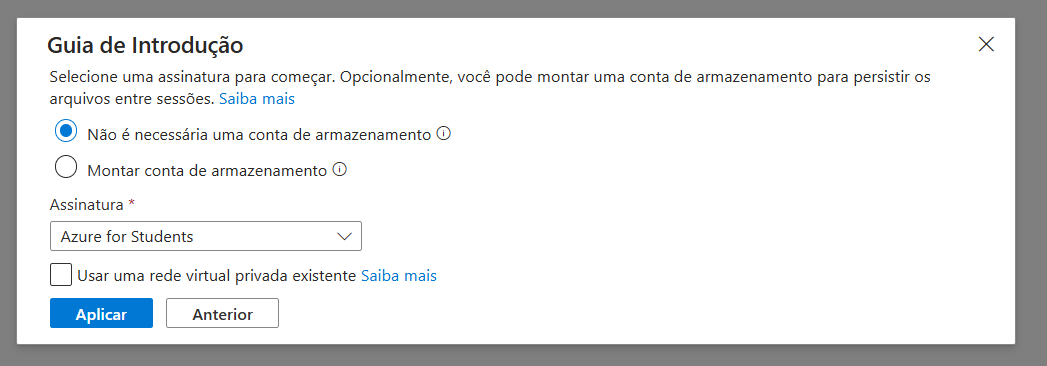 Guia de Introdução
Selecione uma assinatura para começar. Opcionalmente, você pode montar uma conta de armazenamento para persistir os
arquivos entre sessões. Saiba mais
Não é necessária uma conta de armazenamento
Montar conta de armazenamento
Assinatura *
Azure for Students
Usar uma rede virtual privada existente Saiba mais
Aplicar
Anterior